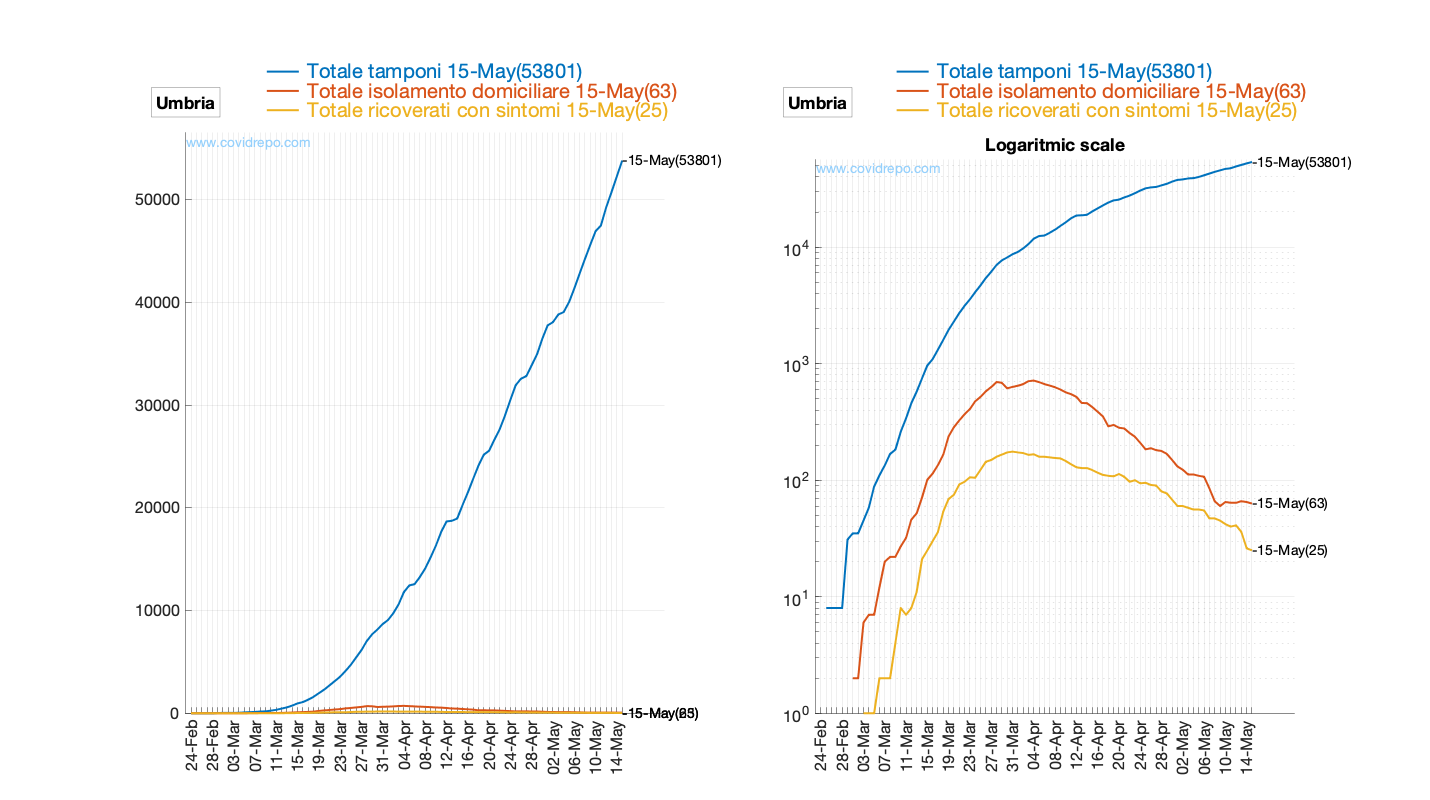 Totale tamponi 15-May(53801)
Totale isolamento domiciliare 15-May(63)
Totale ricoverati con sintomi 15-May(25)
Umbria
www.covidrepo.com
15-May(53801)
50000
40000
30000
20000
10000
0
15-May(63)
24-Feb
28-Feb
03-Mar
07-Mar
11-Mar
15-Mar
19-Mar
23-Mar
27-Mar
31-Mar
04-Apr
08-Apr
12-Apr
16-Apr
20-Apr
24-Apr
28-Apr
02-May
06-May
10-May
14-May
Totale tamponi 15-May(53801)
Totale isolamento domiciliare 15-May(63)
Totale ricoverati con sintomi 15-May(25)
Umbria
Logaritmic scale
www.covidrepo.com
15-May(53801)
10^4
10^3
10^2
15-May(63)
15-May(25)
10^1
10^0
24-Feb
28-Feb
03-Mar
07-Mar
11-Mar
15-Mar
19-Mar
23-Mar
27-Mar
31-Mar
04-Apr
08-Apr
12-Apr
16-Apr
20-Apr
24-Apr
28-Apr
02-May
06-May
10-May
14-May